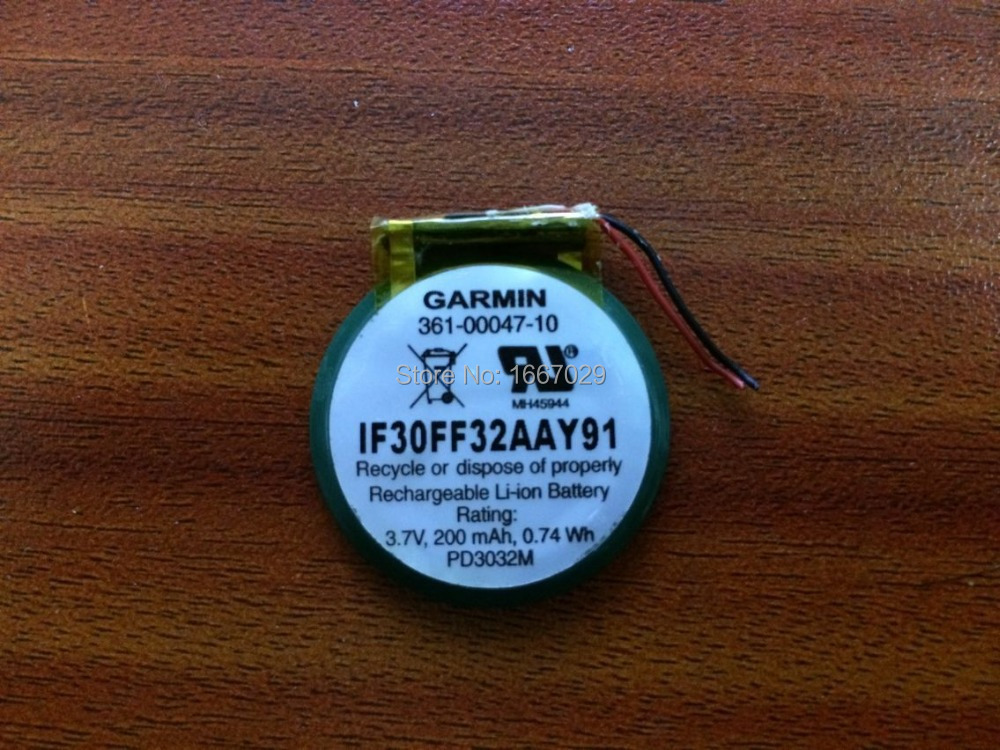 GARMIN
361-00047-10
Store No: 1667029
MH45944
IF30FF32AAY91
Recycle or dispose of properly
Rechargeable Li-ion Battery
Rating:
3.7V, 200 mAh, 0.74 Wh
PD3032M